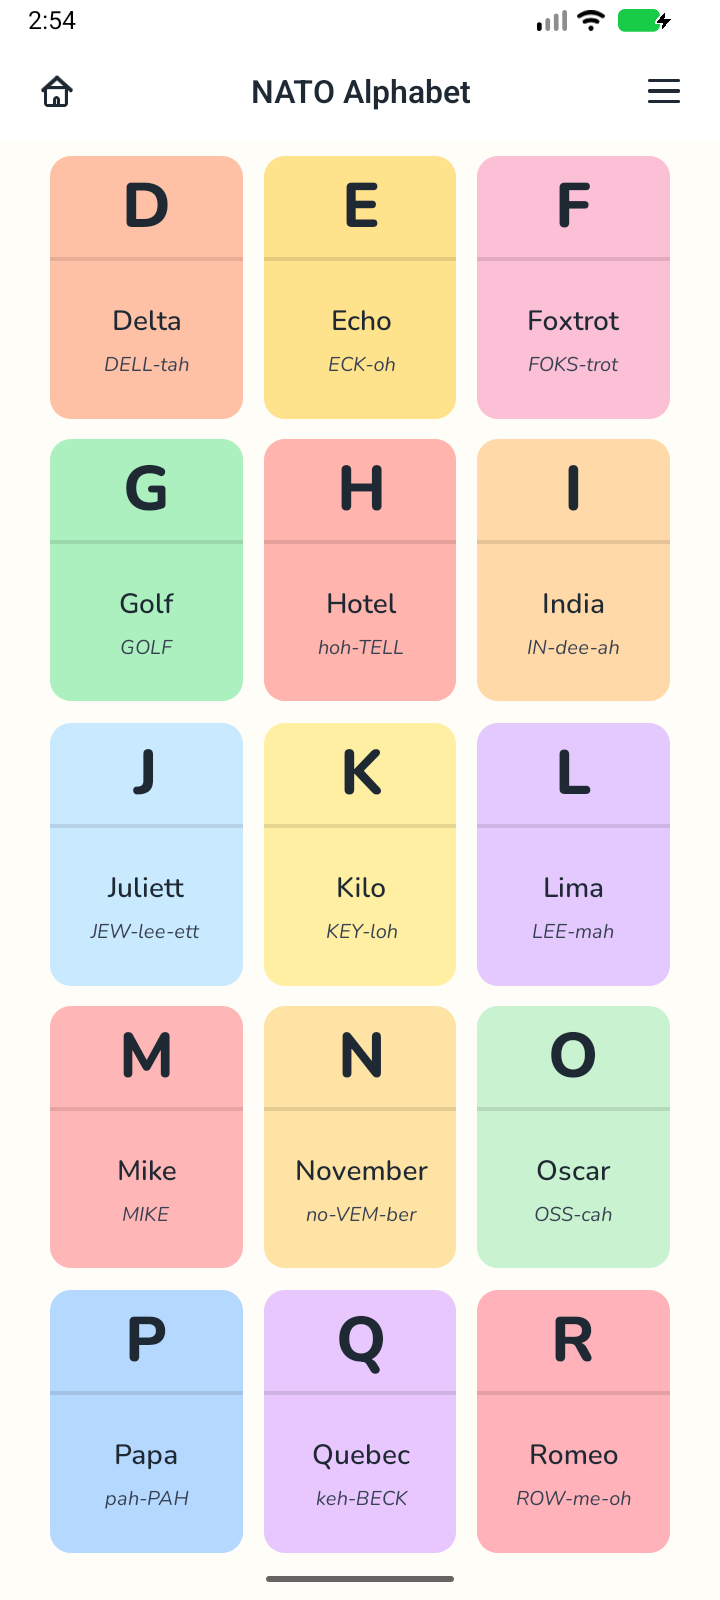 2:54
NATO Alphabet
D
Delta
DELL-tah
E
Echo
ECK-oh
F
Foxtrot
FOKS-trot
G
Golf
GOLF
H
Hotel
hoh-TELL
I
India
IN-dee-ah
J
Juliett
JEW-lee-ett
K
Kilo
KEY-loh
L
Lima
LEE-mah
M
Mike
MIKE
N
November
no-VEM-ber
O
Oscar
OSS-cah
P
Papa
pah-PAH
Q
Quebec
keh-BECK
R
Romeo
ROW-me-oh